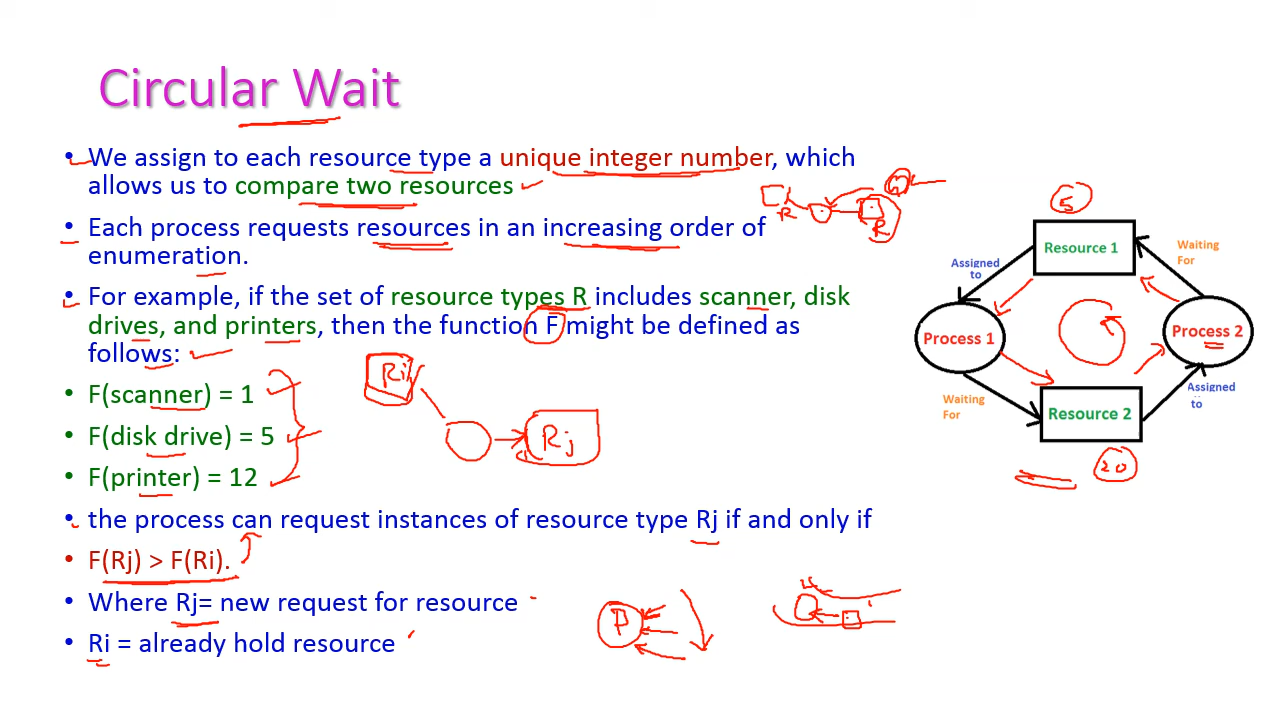 Circular Wait
• We assign to each resource type a unique integer number, which
allows us to compare two resources
• Each process requests resources in an increasing order of
enumeration.
• For example, if the set of resource types R includes scanner, disk
drives, and printers, then the function F might be defined as
follows:
• F(scanner) = 1
• F(disk drive) = 5
• F(printer) = 12
• the process can request instances of resource type Rj if and only if
• F(Rj) > F(Ri).
• Where Rj= new request for resource
• Ri = already hold resource
R
R
Ri
Rj
P
5
Resource 1
Assigned
to
Waiting
For
Process 1
Process 2
Waiting
For
Resource 2
Assigned
to
20